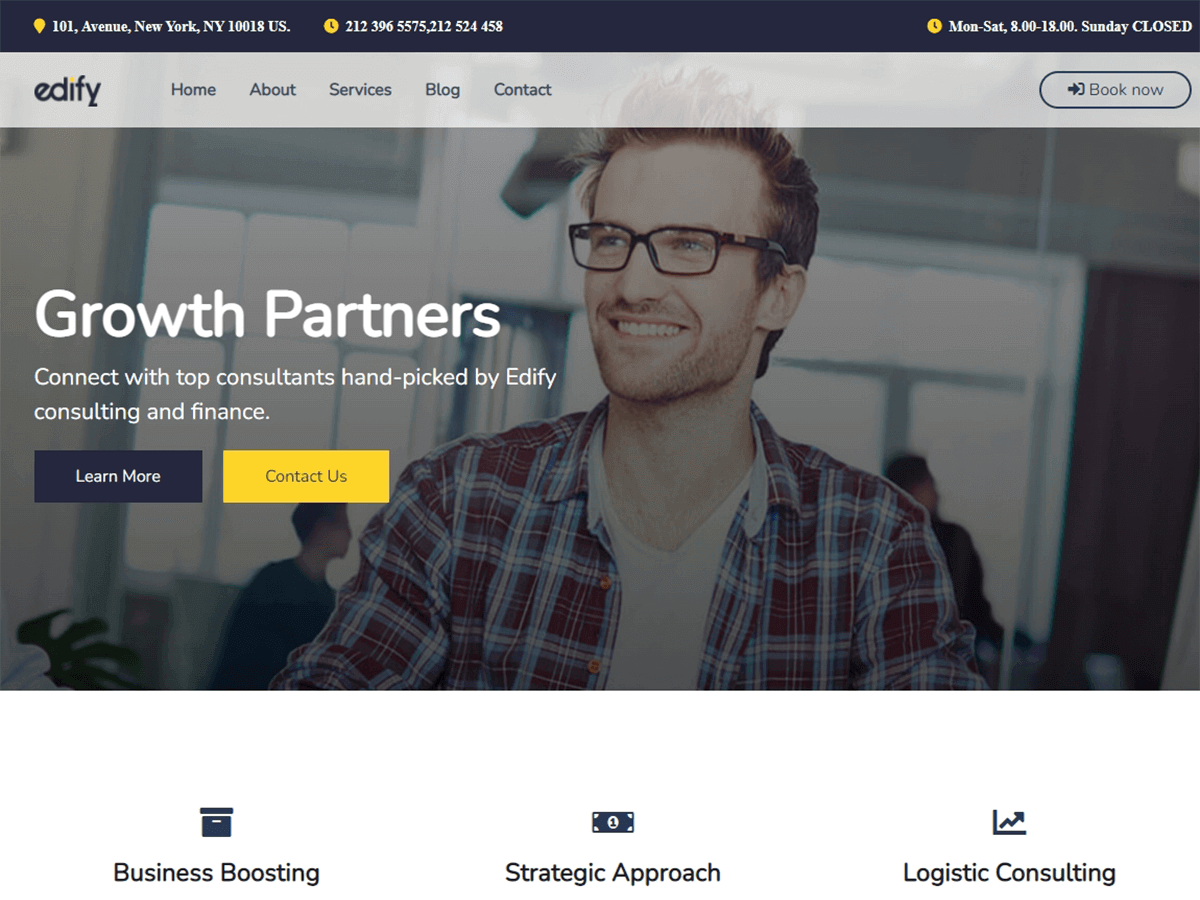 101, Avenue, New York, NY 10018 US.
212 396 5575,212 524 458
Mon-Sat, 8.00-18.00. Sunday CLOSED
edify
Home
About
Services
Blog
Contact
Book now
Growth Partners
Connect with top consultants hand-picked by Edify
consulting and finance.
Learn More
Contact Us
1
Business Boosting
Strategic Approach
Logistic Consulting